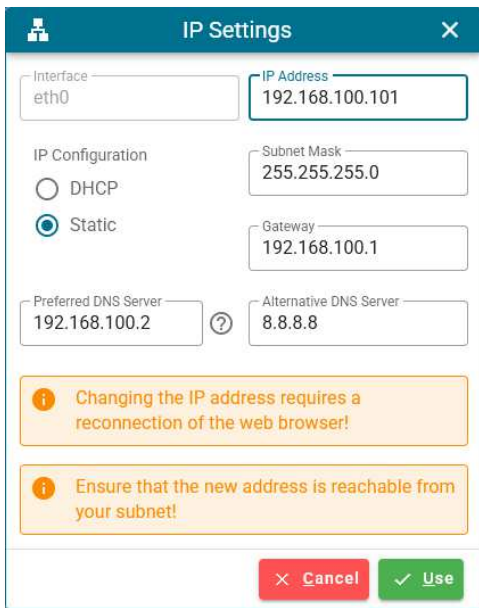 IP Settings
Interface
eth0
IP Address
192.168.100.101
IP Configuration
DHCP
Static
Subnet Mask
255.255.255.0
Gateway
192.168.100.1
Preferred DNS Server
192.168.100.2
Alternative DNS Server
8.8.8.8
Changing the IP address requires a
reconnection of the web browser!
Ensure that the new address is reachable from
your subnet!
Cancel
Use